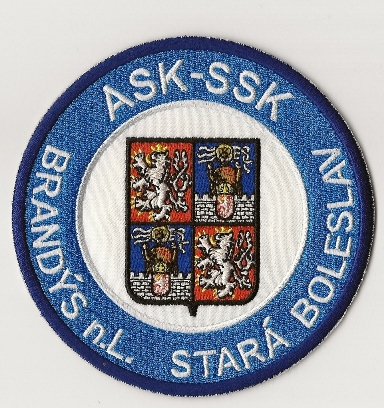 ASK-SSK
BRANDÝS n.L. STARÁ BOLESLAV